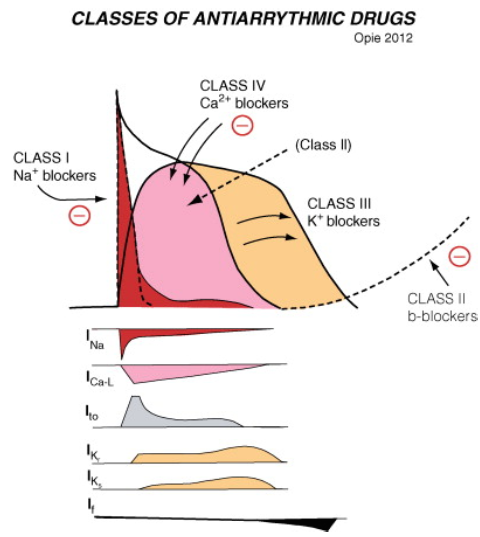 CLASSES OF ANTIARRYTHMIC DRUGS
Opie 2012
CLASS IV
Ca2+ blockers
(Class II)
CLASS I
Na+ blockers
CLASS III
K+ blockers
CLASS II
b-blockers
INa
ICa-L
Ito
IKr
IKs
If